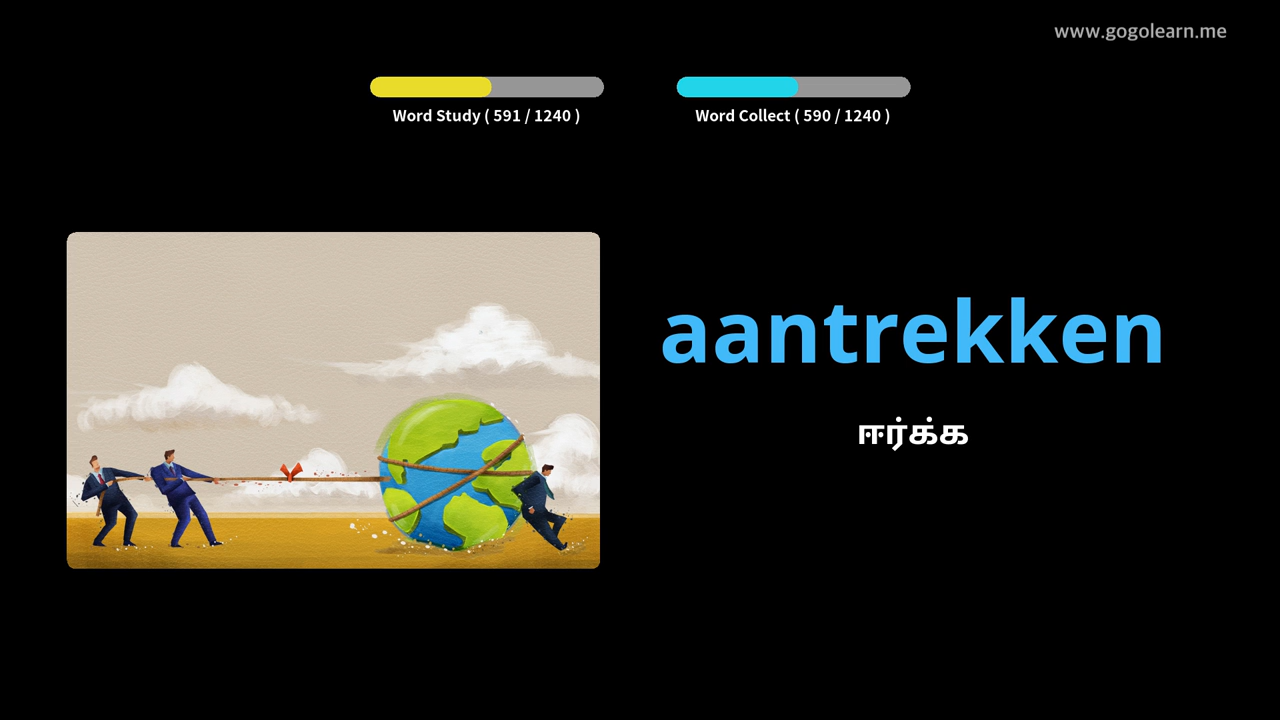 www.gogolearn.me
Word Study ( 591 / 1240 )
Word Collect ( 590 / 1240 )
aantrekken
ஈர்க்க